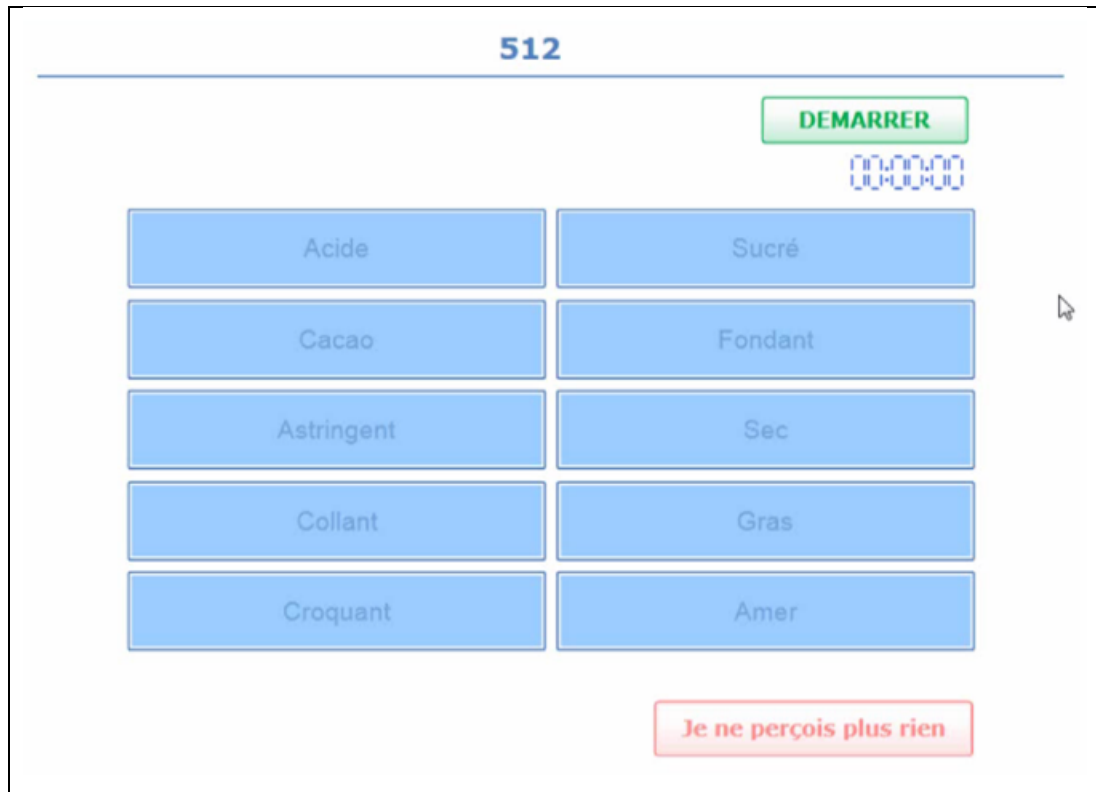 512
DEMARRER
00:00:00
Acide Sucré
Cacao Fondant
Astringent Sec
Collant Gras
Croquant Amer
Je ne perçois plus rien